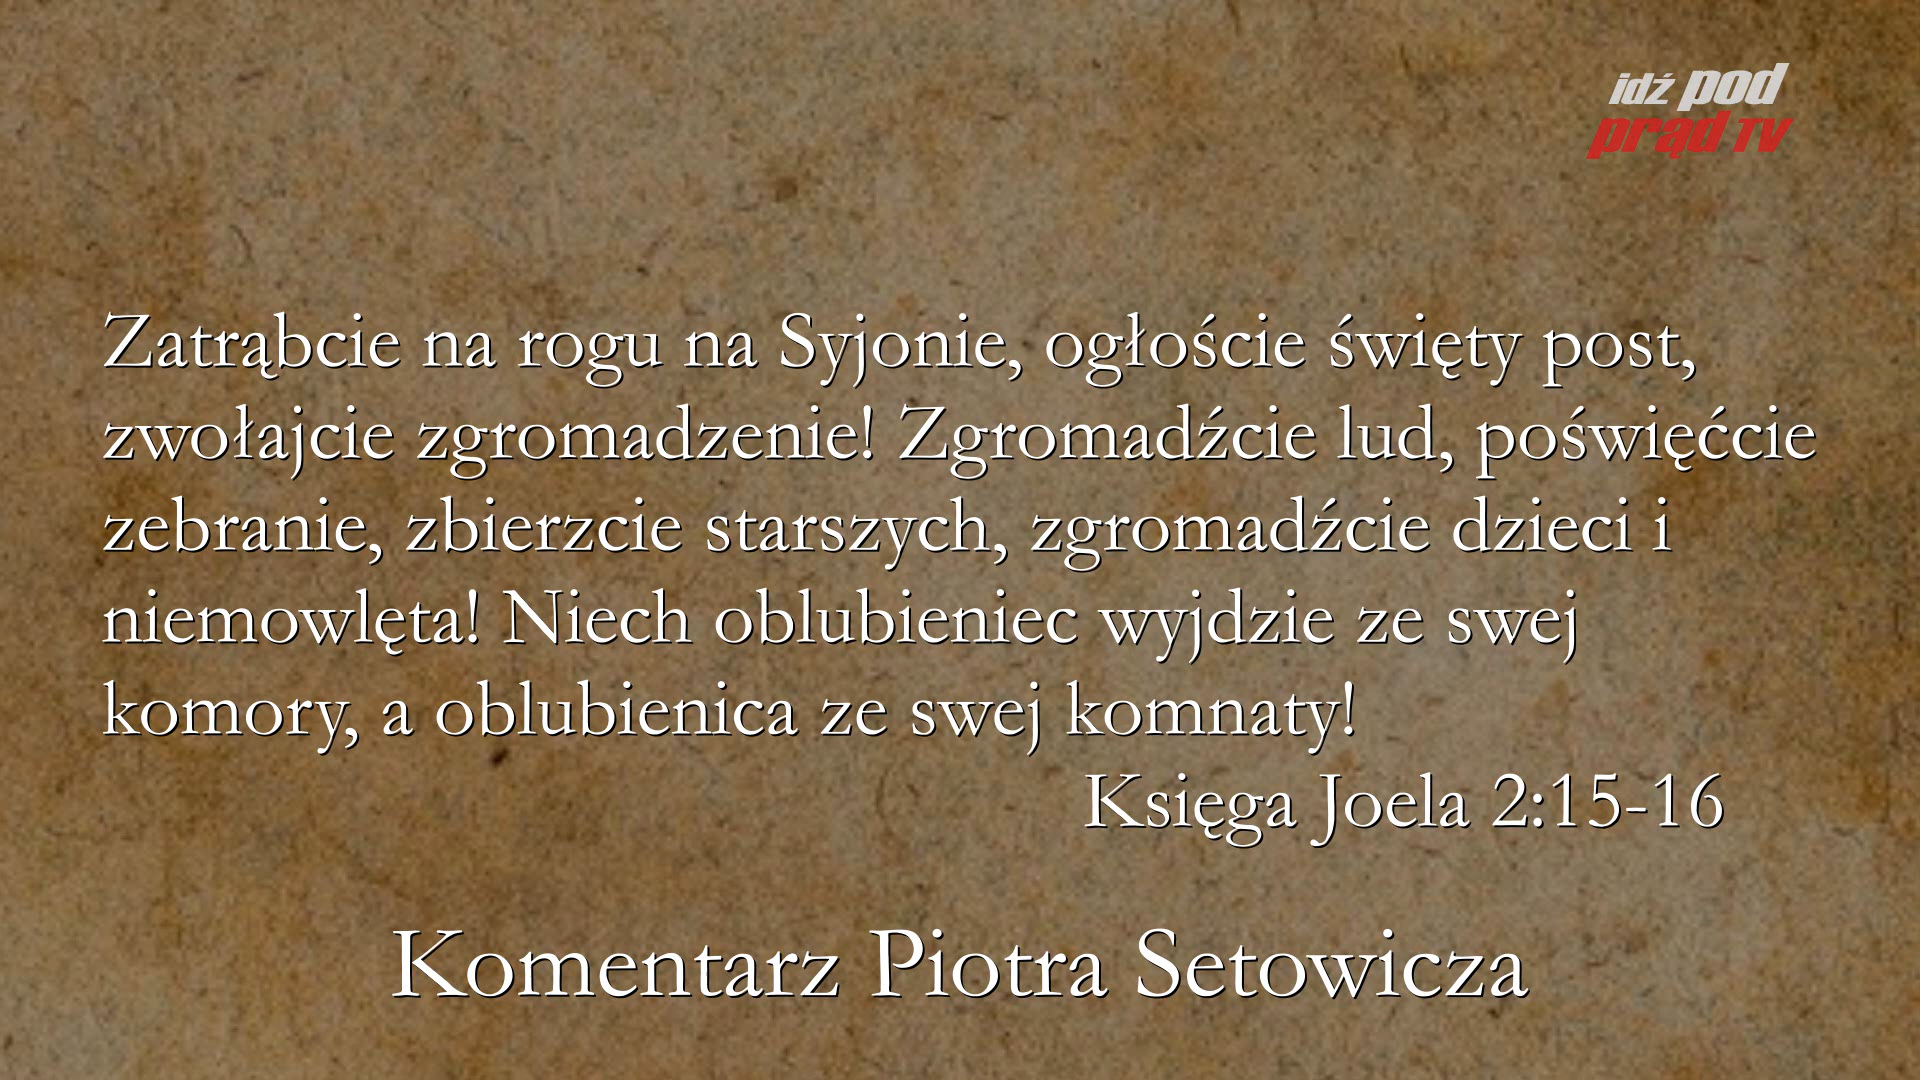 idź pod
prąd TV
Zatrąbcie na rogu na Syjonie, ogłoście święty post,
zwołajcie zgromadzenie! Zgromadźcie lud, poświęćcie
zebranie, zbierzcie starszych, zgromadźcie dzieci i
niemowlęta! Niech oblubieniec wyjdzie ze swej
komory, a oblubienica ze swej komnaty!
Księga Joela 2:15-16
Komentarz Piotra Setowicza